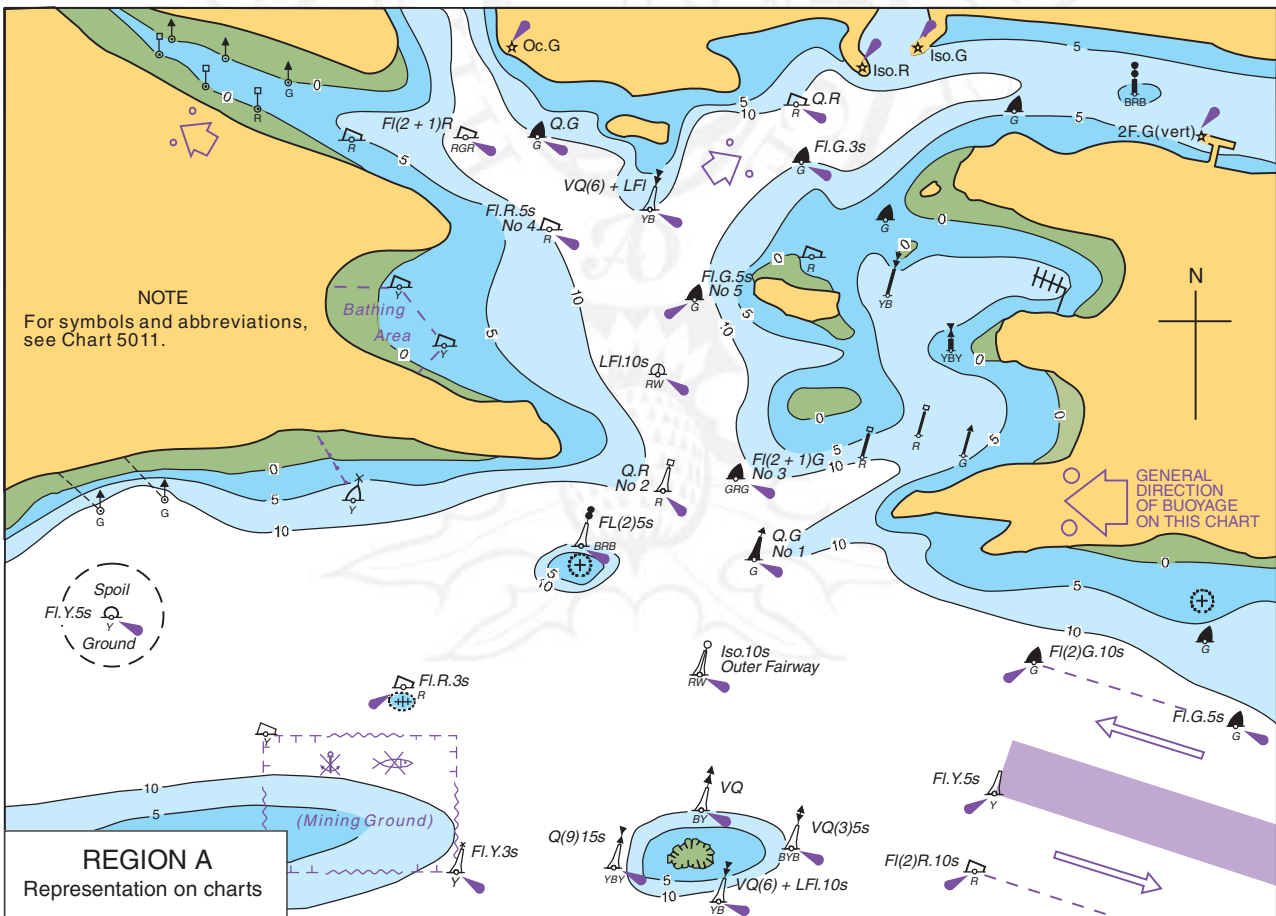 Oc.G
Iso.R
Iso.G
5
BRB
2F.G(vert)
0
G
0
R
5
10
Q.R
R
Fl(2 + 1)R
RGR
Q.G
G
R
5
G
5
Fl.G.3s
G
VQ(6) + LFl
YB
Fl.R.5s
No 4
R
G
0
0
R
0
YB
N
NOTE
For symbols and abbreviations,
see Chart 5011.
Y
Bathing
Area
Y
0
10
5
Fl.G.5s
No 5
G
10
5
YBY
0
LFl.10s
RW
0
0
5
10
R
R
G
5
0
5
10
G
G
Y
Q.R
No 2
R
Fl(2 + 1)G
No 3
GRG
GENERAL
DIRECTION
OF BUOYAGE
ON THIS CHART
FL(2)5s
BRB
5
10
Q.G
No 1
G
10
0
5
10
G
Spoil
Fl.Y.5s
Y
Ground
Iso.10s
Outer Fairway
RW
Fl(2)G.10s
G
Fl.G.5s
G
Fl.R.3s
R
Y
10
5
(Mining Ground)
Fl.Y.3s
Y
VQ
BY
Q(9)15s
YBY
VQ(3)5s
BYB
5
10
VQ(6) + LFl.10s
YB
Fl.Y.5s
Y
Fl(2)R.10s
R
REGION A
Representation on charts